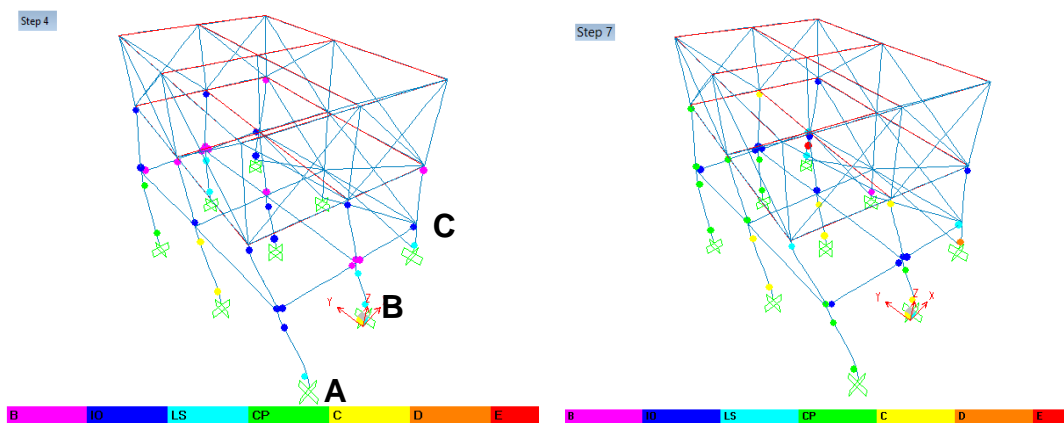 Step 4
Step 7
C
B
A
Y Z
Y Z X
B IO LS CP C D E
B IO LS CP C D E